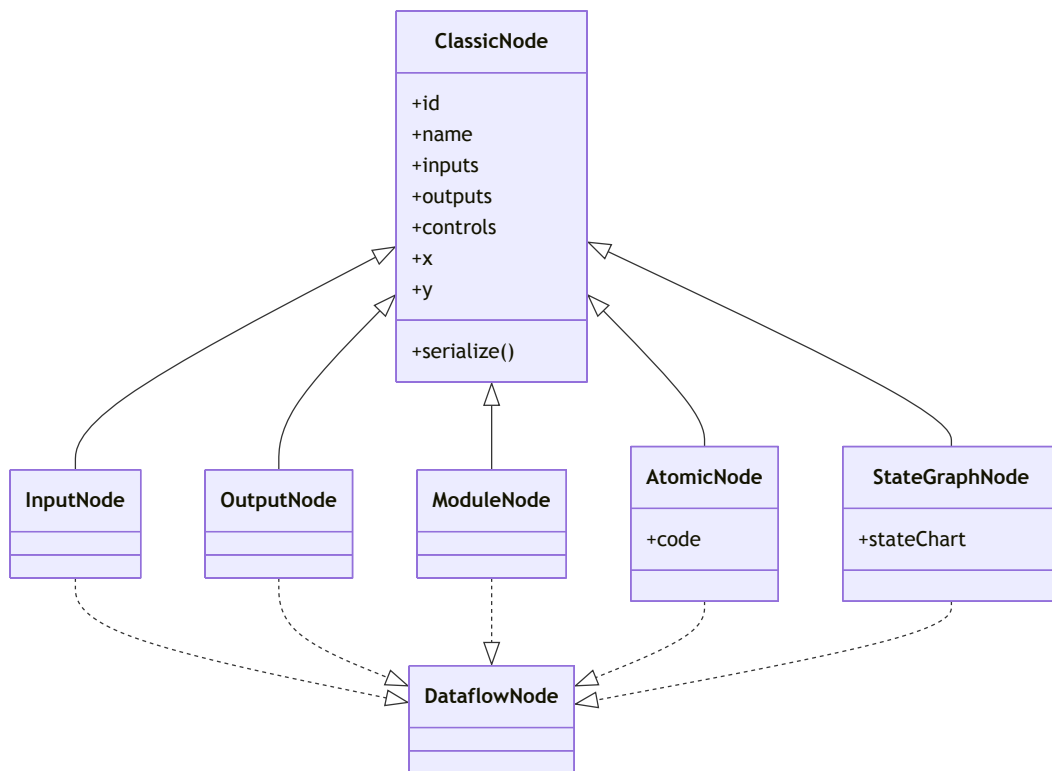 ClassicNode
+id
+name
+inputs
+outputs
+controls
+x
+y
+serialize()
InputNode
OutputNode
ModuleNode
AtomicNode
+code
StateGraphNode
+stateChart
DataflowNode